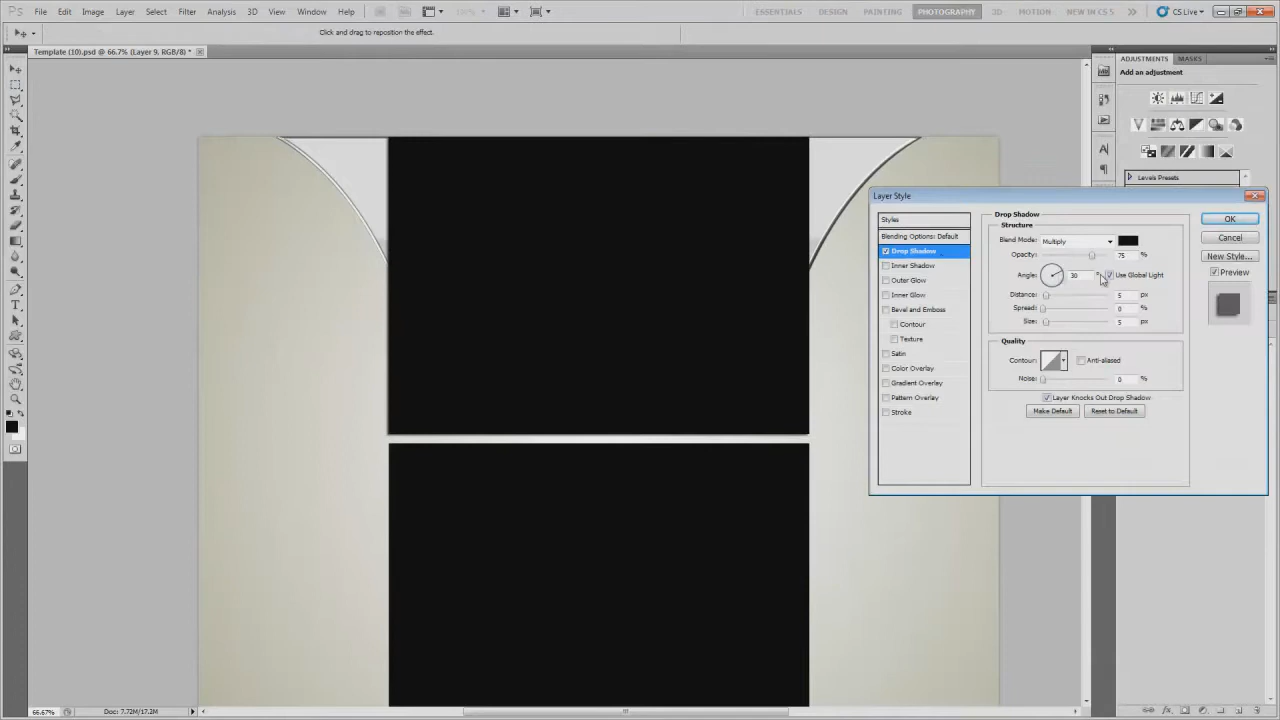 Ps File Edit Image Layer Select Filter Analysis 3D View Window Help
ESSENTIALS DESIGN PAINTING PHOTOGRAPHY 3D MOTION NEW IN CS 5 CS Live
Click and drag to reposition the effect.
Template (10).psd @ 66.7% (Layer 9, RGB/8) *
ADJUSTMENTS MASKS
Add an adjustment
Levels Presets
Layer Style
Styles
Blending Options: Default
Drop Shadow
Inner Shadow
Outer Glow
Inner Glow
Bevel and Emboss
Contour
Texture
Satin
Color Overlay
Gradient Overlay
Pattern Overlay
Stroke
Drop Shadow
Structure
Blend Mode: Multiply
Opacity: 75 %
Angle: 30 ° Use Global Light
Distance: 5 px
Spread: 0 %
Size: 5 px
Quality
Contour: Anti-aliased
Noise: 0 %
Layer Knocks Out Drop Shadow
Make Default Reset to Default
OK
Cancel
New Style...
Preview
66.67% Doc: 7.72M/17.2M